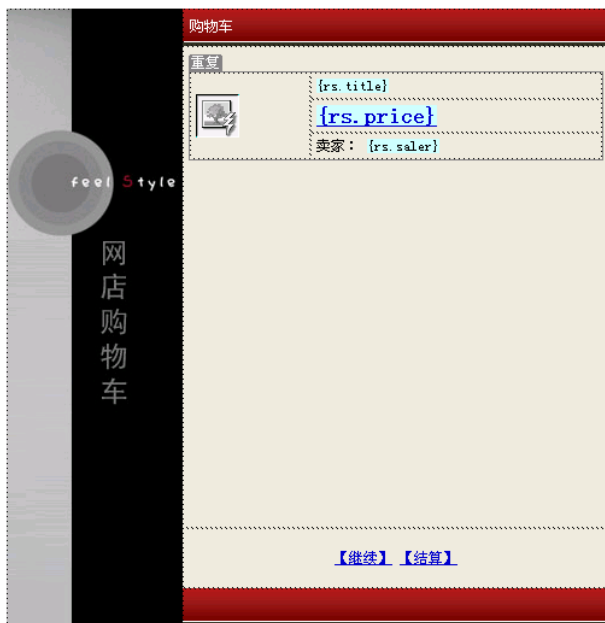 购物车
重复
{rs.title}
{rs.price}
卖家： {rs.saler}
feel Style
网
店
购
物
车
【继续】 【结算】